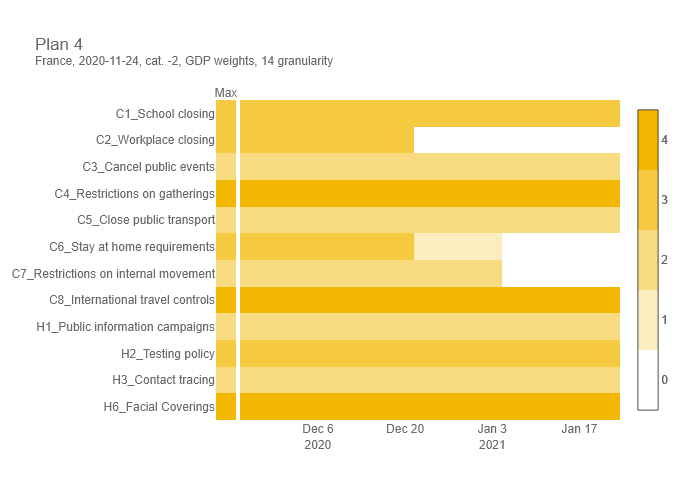 Plan 4
France, 2020-11-24, cat. -2, GDP weights, 14 granularity
Max
C1_School closing
C2_Workplace closing
C3_Cancel public events
C4_Restrictions on gatherings
C5_Close public transport
C6_Stay at home requirements
C7_Restrictions on internal movement
C8_International travel controls
H1_Public information campaigns
H2_Testing policy
H3_Contact tracing
H6_Facial Coverings
Dec 6
2020
Dec 20
Jan 3
2021
Jan 17
4
3
2
1
0